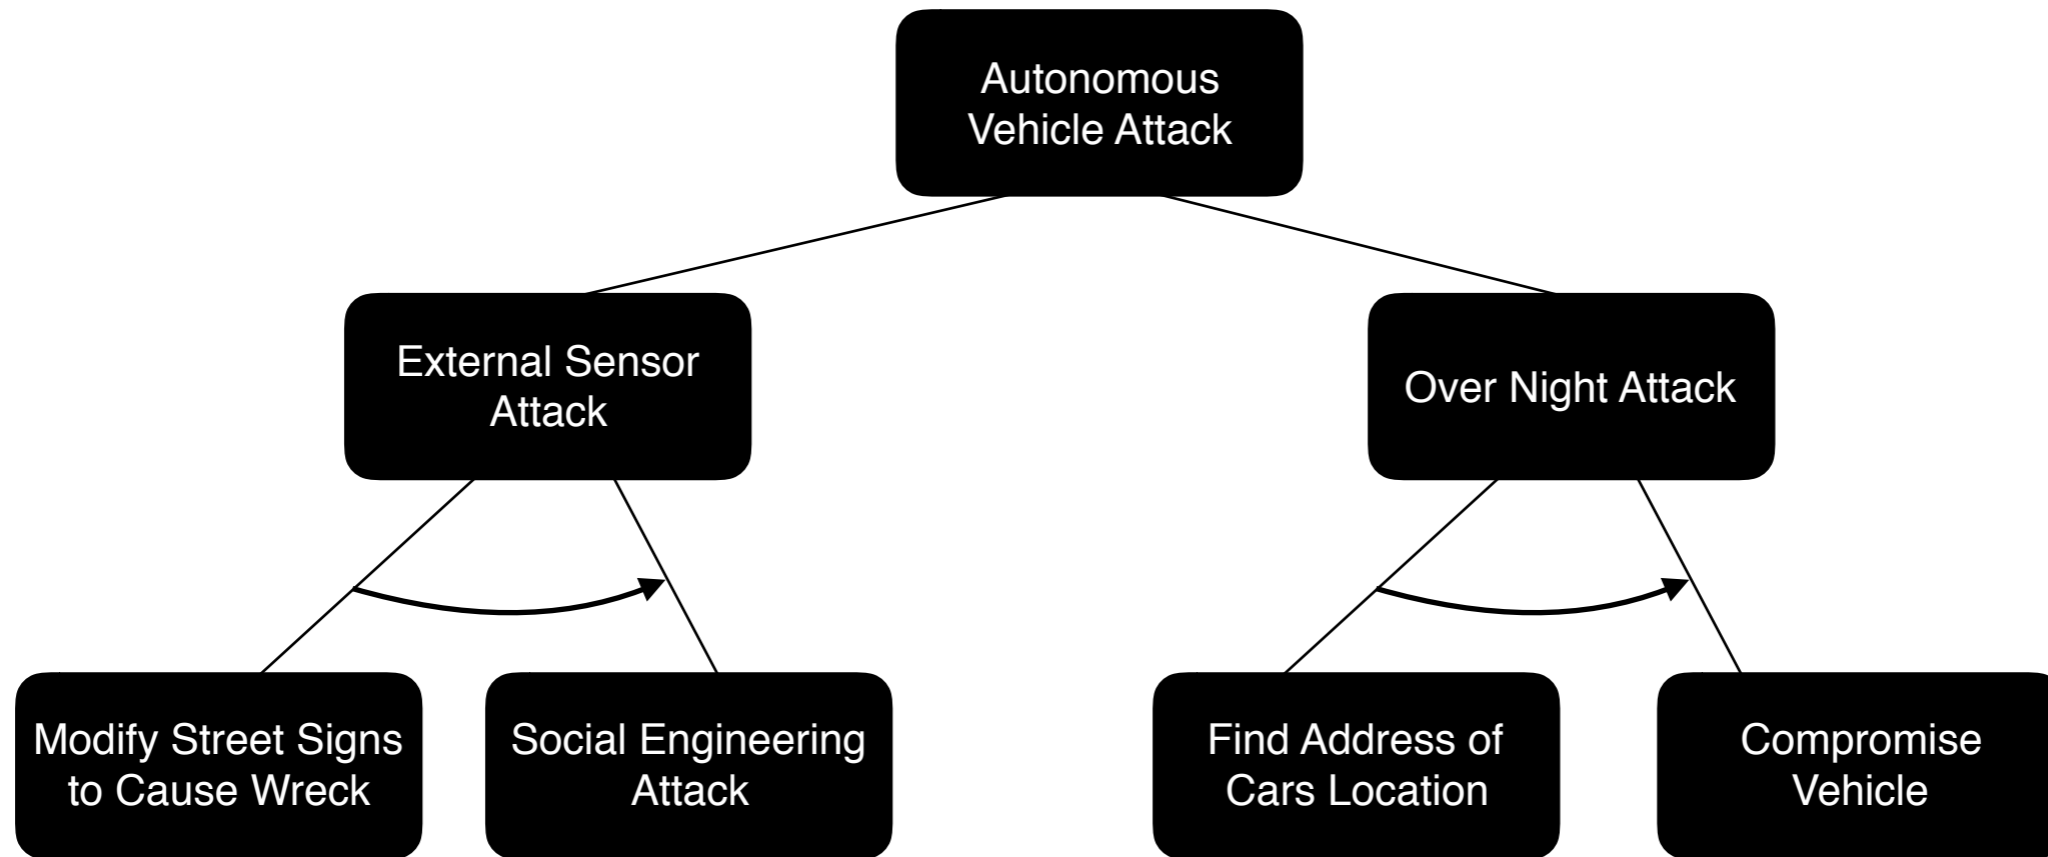 Autonomous
Vehicle Attack
External Sensor
Attack
Over Night Attack
Modify Street Signs
to Cause Wreck
Social Engineering
Attack
Find Address of
Cars Location
Compromise
Vehicle